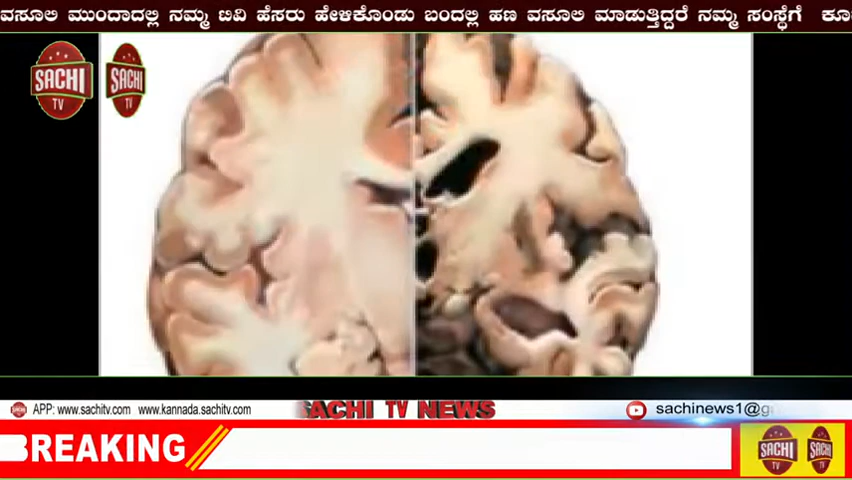 ವಸೂಲಿ ಮುಂದಾದಲ್ಲಿ ನಮ್ಮ ಟಿವಿ ಹೆಸರು ಹೇಳಿಕೊಂಡು ಬಂದಲ್ಲಿ ಹಣ ವಸೂಲಿ ಮಾಡುತ್ತಿದ್ದರೆ ನಮ್ಮ ಸಂಸ್ಥೆಗೆ
SACHI TV
SACHI TV
APP: www.sachitv.com www.kannada.sachitv.com
SACHI TV NEWS
sachinews1@g
BREAKING
SACHI TV
SACHI TV